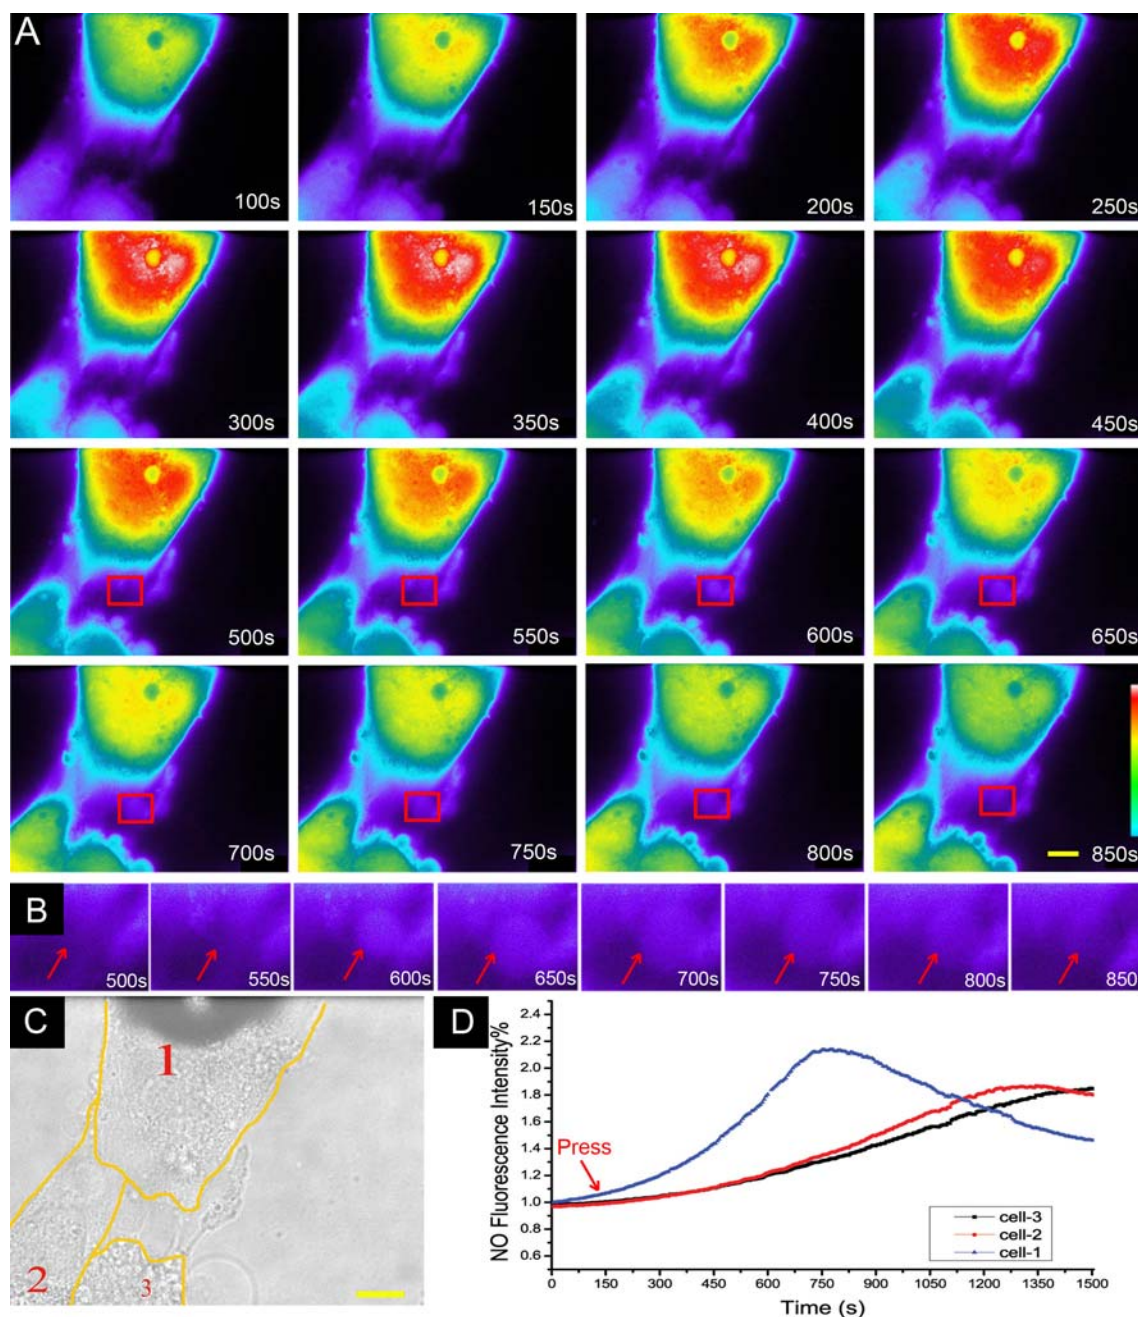 A
100s
150s
200s
250s
300s
350s
400s
450s
500s
550s
600s
650s
700s
750s
800s
850s
B
500s
550s
600s
650s
700s
750s
800s
850
C
1
2
3
D
NO Fluorescence Intensity%
2.4
2.2
2.0
1.8
1.6
1.4
1.2
1.0
0.8
0.6
Press
cell-3
cell-2
cell-1
0 150 300 450 600 750 900 1050 1200 1350 1500
Time (s)